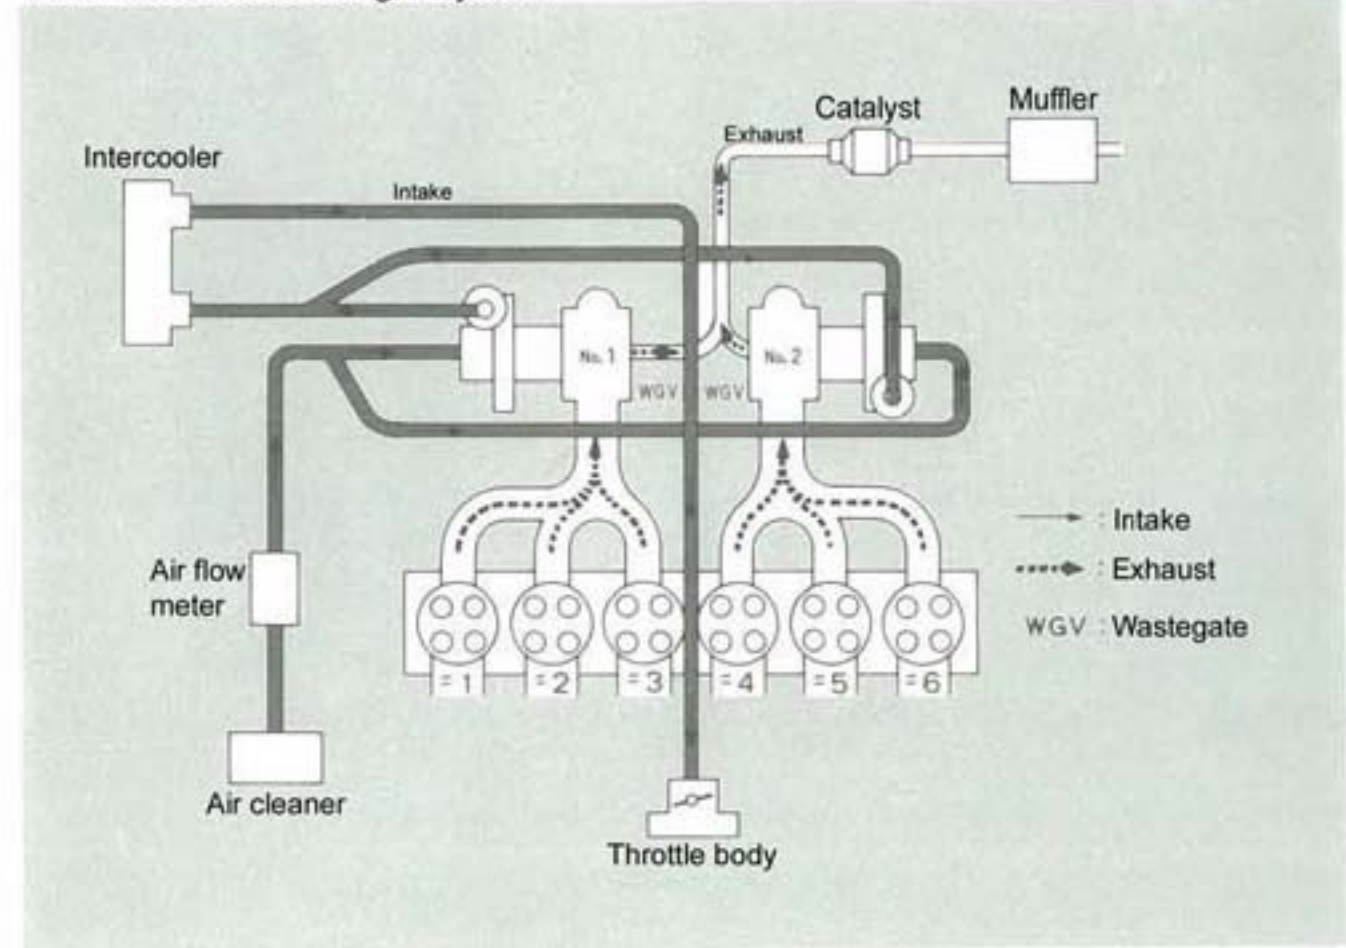 Catalyst
Muffler
Exhaust
Intercooler
Intake
No.1
No.2
WGV
WGV
: Intake
Air flow
meter
: Exhaust
WGV : Wastegate
=1
=2
=3
=4
=5
=6
Air cleaner
Throttle body